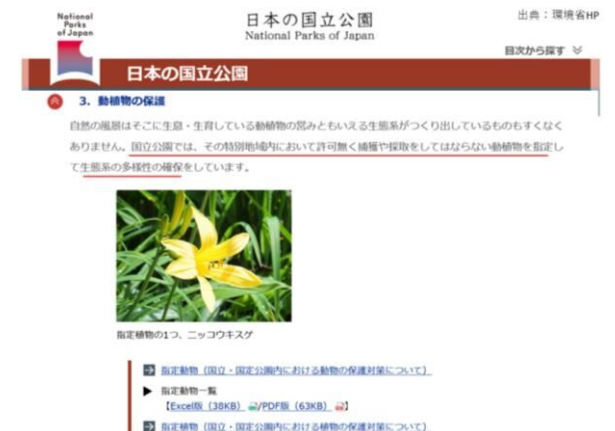 National
Parks
of Japan
日本の国立公園
National Parks of Japan
出典：環境省HP
目次から探す
日本の国立公園
3．動植物の保護
自然の風景はそこに生息・生育している動植物の営みともいえる生態系がつくり出しているものもすくなく
ありません。国立公園では、その特別地域内において許可無く捕獲や採取をしてはならない動植物を指定し
て生態系の多様性の確保をしています。
指定植物の1つ、ニッコウキスゲ
指定動物（国立・国定公園内における動物の保護対策について）
▶ 指定動物一覧
【Excel版（38KB）/PDF版（63KB）】
指定植物（国立・国定公園内における植物の保護対策について）